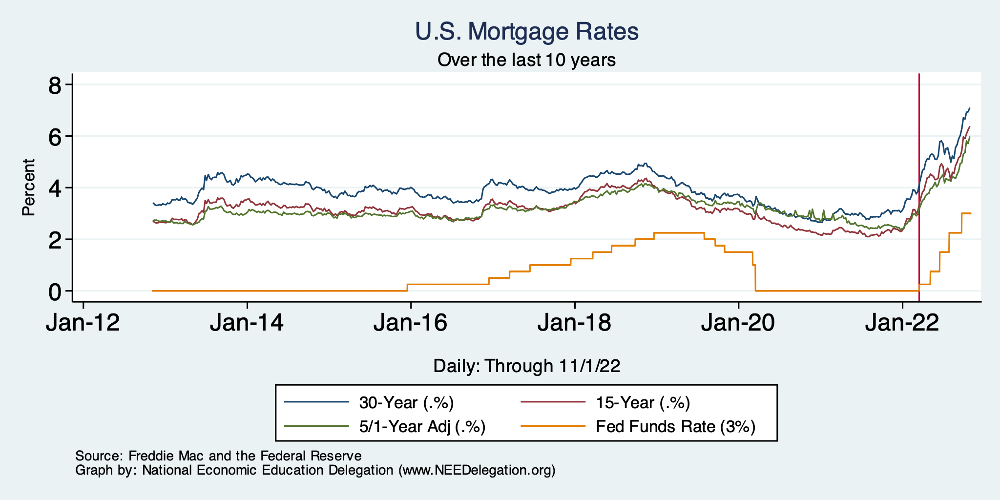 U.S. Mortgage Rates
Over the last 10 years
Percent
8
6
4
2
0
Jan-12 Jan-14 Jan-16 Jan-18 Jan-20 Jan-22
Daily: Through 11/1/22
30-Year (.%) 15-Year (.%)
5/1-Year Adj (.%) Fed Funds Rate (3%)
Source: Freddie Mac and the Federal Reserve
Graph by: National Economic Education Delegation (www.NEEDelegation.org)